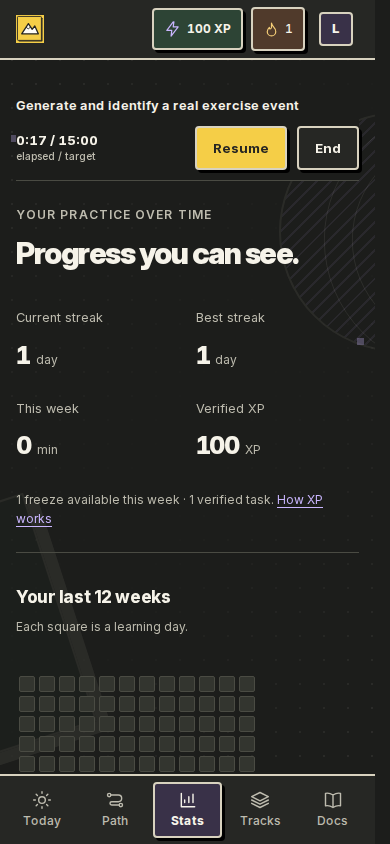 100 XP
1
L
Generate and identify a real exercise event
0:17 / 15:00
elapsed / target
Resume
End
YOUR PRACTICE OVER TIME
Progress you can see.
Current streak
Best streak
1 day
1 day
This week
Verified XP
0 min
100 XP
1 freeze available this week · 1 verified task. How XP
works
Your last 12 weeks
Each square is a learning day.
Today
Path
Stats
Tracks
Docs